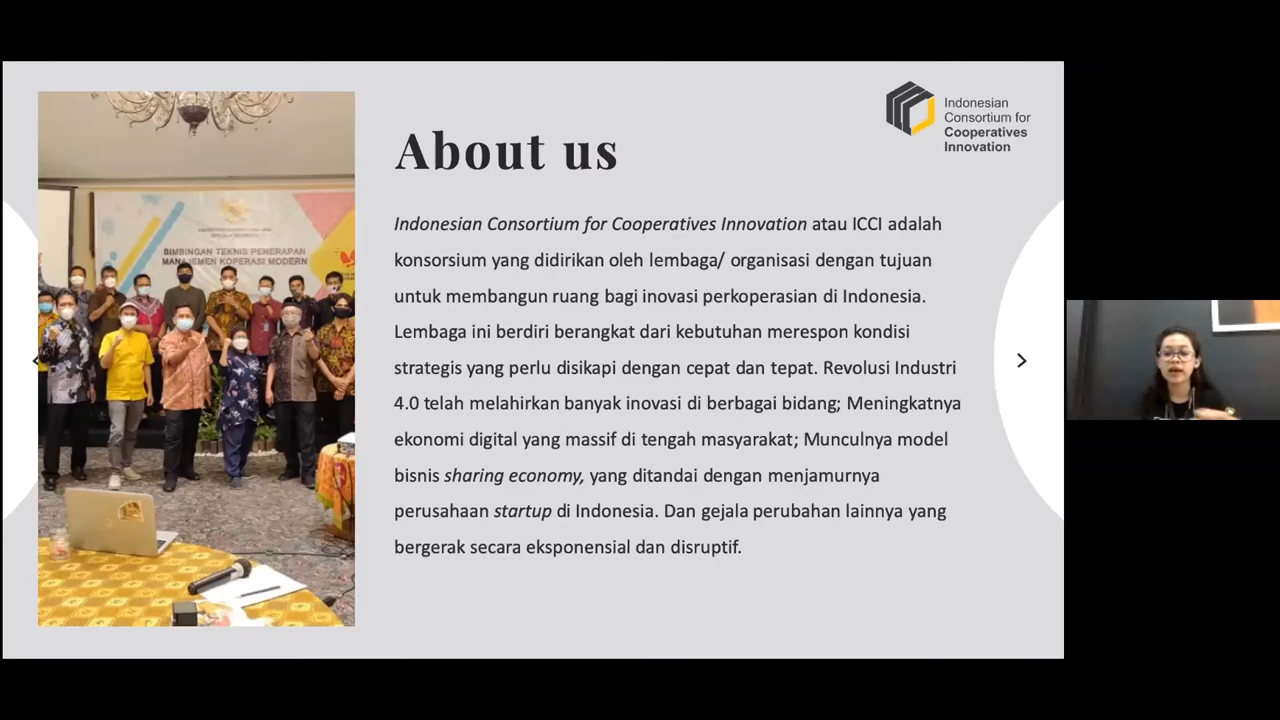 Indonesian
Consortium for
Cooperatives
Innovation
About us
Indonesian Consortium for Cooperatives Innovation atau ICCI adalah
konsorsium yang didirikan oleh lembaga/ organisasi dengan tujuan
untuk membangun ruang bagi inovasi perkoperasian di Indonesia.
Lembaga ini berdiri berangkat dari kebutuhan merespon kondisi
strategis yang perlu disikapi dengan cepat dan tepat. Revolusi Industri
4.0 telah melahirkan banyak inovasi di berbagai bidang; Meningkatnya
ekonomi digital yang massif di tengah masyarakat; Munculnya model
bisnis sharing economy, yang ditandai dengan menjamurnya
perusahaan startup di Indonesia. Dan gejala perubahan lainnya yang
bergerak secara eksponensial dan disruptif.
BIMBINGAN TEKNIS PENERAPAN
MANAJEMEN KOPERASI MODERN